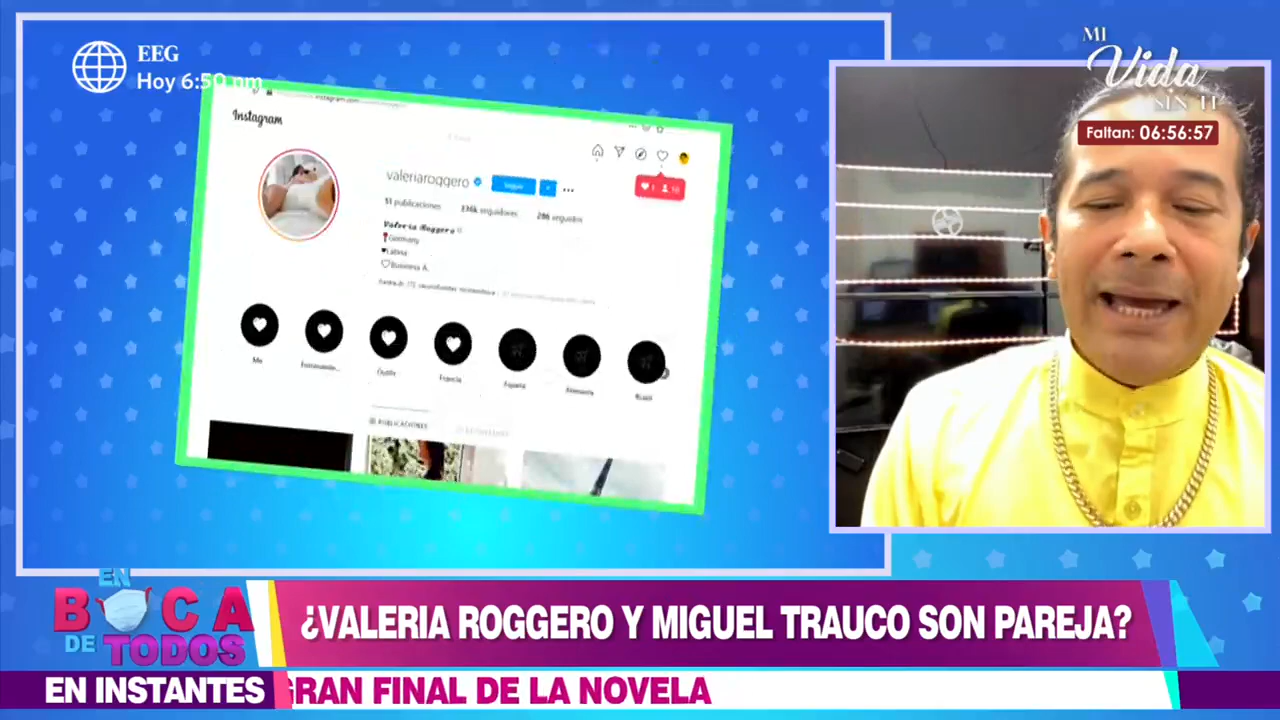 EEG
Hoy 6:50 pm
MI
Vida
SIN TI
Faltan: 06:56:57
Instagram
valeriaroggero
Seguir
51 publicaciones
336k seguidores
286 seguidos
Valeria Roggero
Germany
Latina
Business A.
Me
Outfits
Francia
España
Alemania
Brasil
PUBLICACIONES
EN
BOCA
DE TODOS
¿VALERIA ROGGERO Y MIGUEL TRAUCO SON PAREJA?
EN INSTANTES
GRAN FINAL DE LA NOVELA